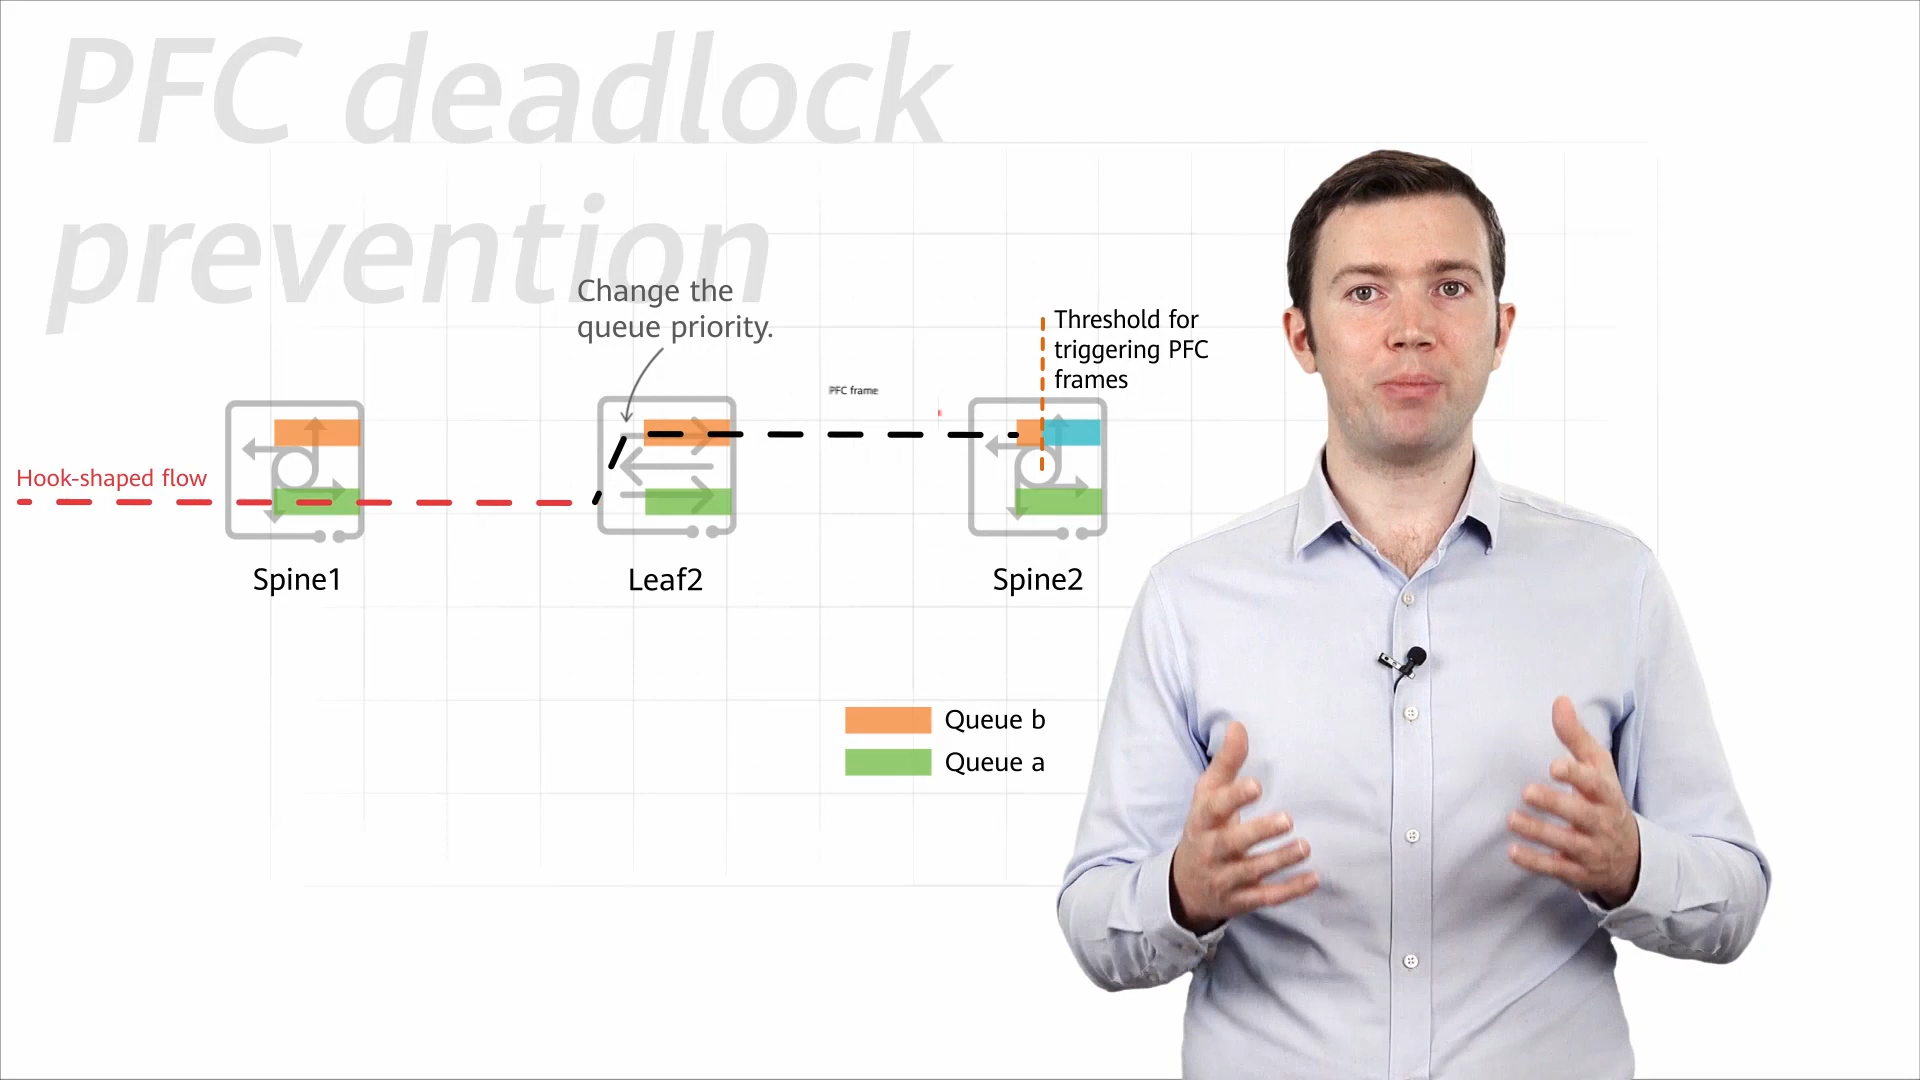 PFC deadlock
prevention
Change the
queue priority.
Threshold for
triggering PFC
frames
PFC frame
Hook-shaped flow
Spine1
Leaf2
Spine2
Queue b
Queue a